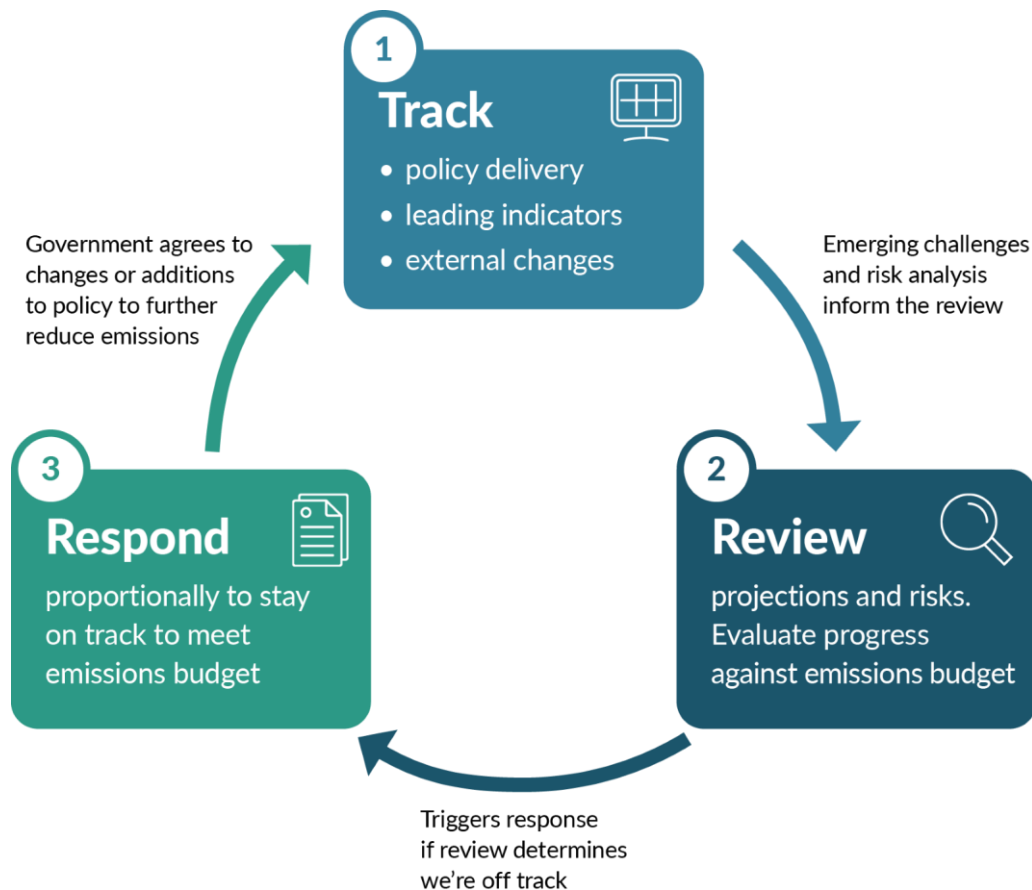 1
Track
• policy delivery
• leading indicators
• external changes
Emerging challenges
and risk analysis
inform the review
2
Review
projections and risks.
Evaluate progress
against emissions budget
Triggers response
if review determines
we're off track
3
Respond
proportionally to stay
on track to meet
emissions budget
Government agrees to
changes or additions
to policy to further
reduce emissions